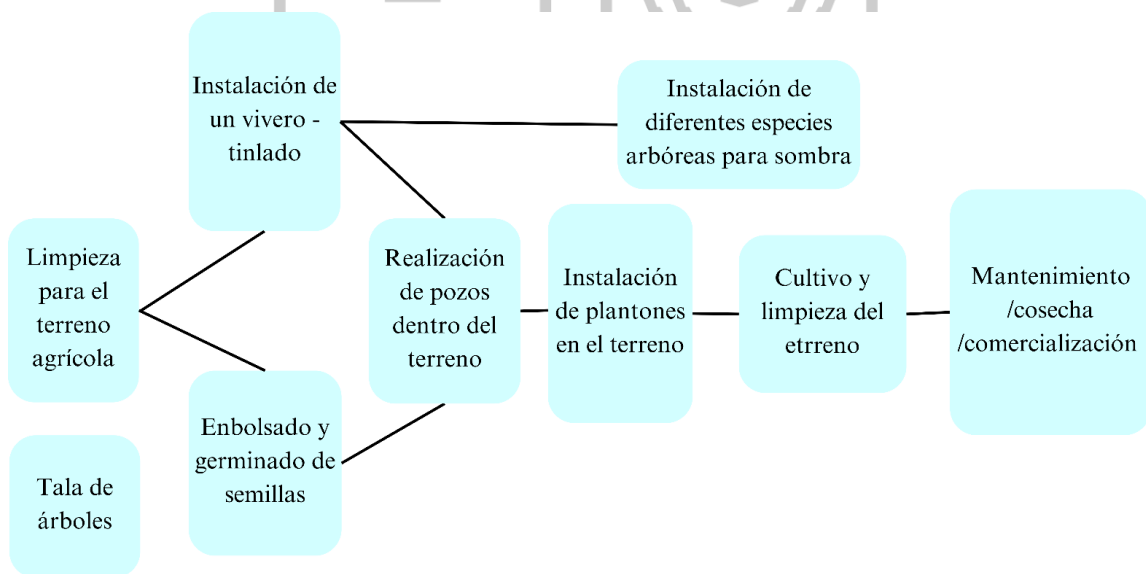 Instalación de
un vivero -
tinlado
Instalación de
diferentes especies
arbóreas para sombra
Limpieza
para el
terreno
agrícola
Realización
de pozos
dentro del
terreno
Instalación
de plantones
en el terreno
Cultivo y
limpieza del
etrreno
Mantenimiento
/cosecha
/comercialización
Enbolsado y
germinado de
semillas
Tala de
árboles